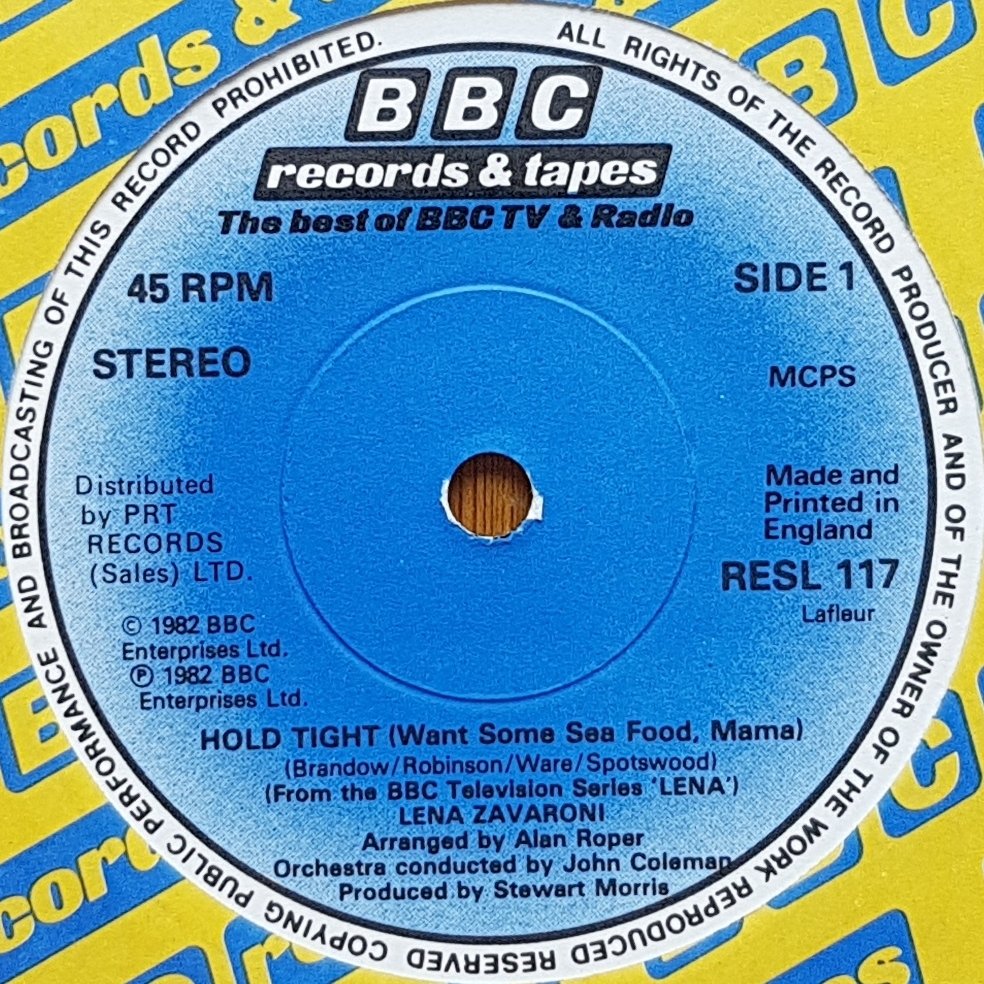 BBC
records & tapes
The best of BBC TV & Radio
45 RPM
SIDE 1
STEREO
MCPS
Distributed
by PRT
RECORDS
(Sales) LTD.
Made and
Printed in
England
RESL 117
Lafleur
© 1982 BBC
Enterprises Ltd.
℗ 1982 BBC
Enterprises Ltd.
HOLD TIGHT (Want Some Sea Food, Mama)
(Brandow/Robinson/Ware/Spotswood)
(From the BBC Television Series 'LENA')
LENA ZAVARONI
Arranged by Alan Roper
Orchestra conducted by John Coleman
Produced by Stewart Morris
ALL RIGHTS OF THE RECORD PRODUCER AND OF THE OWNER OF THE WORK REPRODUCED RESERVED COPYING PUBLIC PERFORMANCE AND BROADCASTING OF THIS RECORD PROHIBITED.